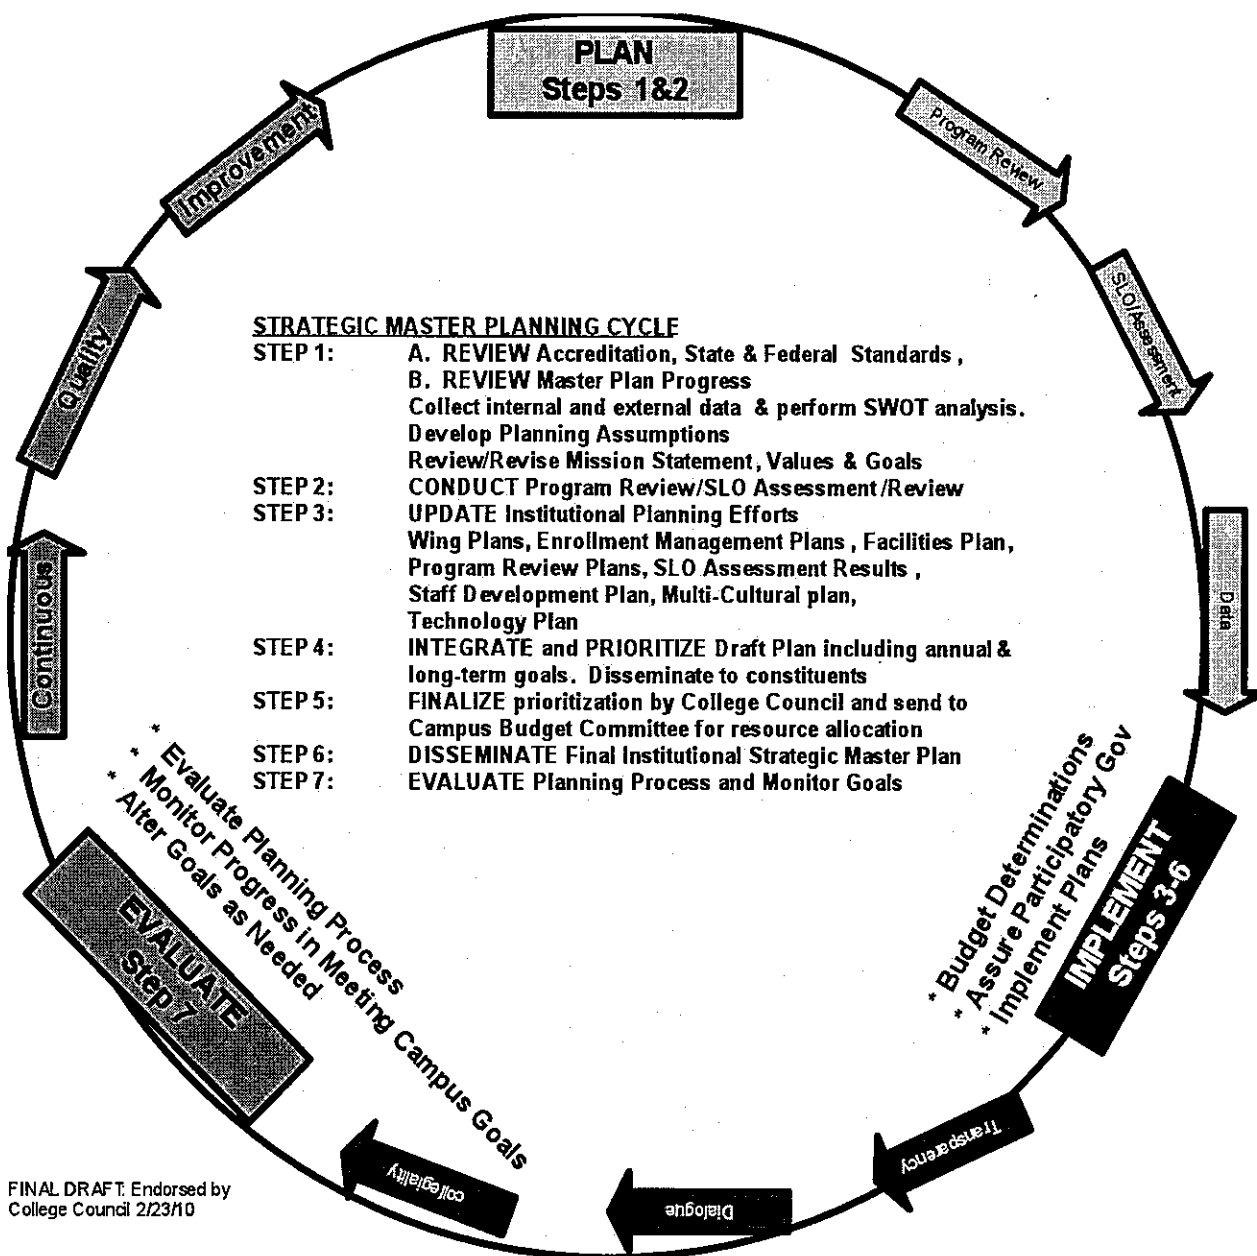 PLAN
Steps 1&2
Program Review
SLO/Assessment
Data
IMPLEMENT
Steps 3-6
* Budget Determinations
* Assure Participatory Gov
* Implement Plans
Transparency
Dialogue
collegiality
EVALUATE
Step 7
* Evaluate Planning Process
* Monitor Progress in Meeting Campus Goals
* Alter Goals as Needed
Continuous
Quality
Improvement
STRATEGIC MASTER PLANNING CYCLE
STEP 1: A. REVIEW Accreditation, State & Federal Standards ,
B. REVIEW Master Plan Progress
Collect internal and external data & perform SWOT analysis.
Develop Planning Assumptions
Review/Revise Mission Statement, Values & Goals
STEP 2: CONDUCT Program Review/SLO Assessment/Review
STEP 3: UPDATE Institutional Planning Efforts
Wing Plans, Enrollment Management Plans , Facilities Plan,
Program Review Plans, SLO Assessment Results ,
Staff Development Plan, Multi-Cultural plan,
Technology Plan
STEP 4: INTEGRATE and PRIORITIZE Draft Plan including annual &
long-term goals. Disseminate to constituents
STEP 5: FINALIZE prioritization by College Council and send to
Campus Budget Committee for resource allocation
STEP 6: DISSEMINATE Final Institutional Strategic Master Plan
STEP 7: EVALUATE Planning Process and Monitor Goals
FINAL DRAFT: Endorsed by
College Council 2/23/10